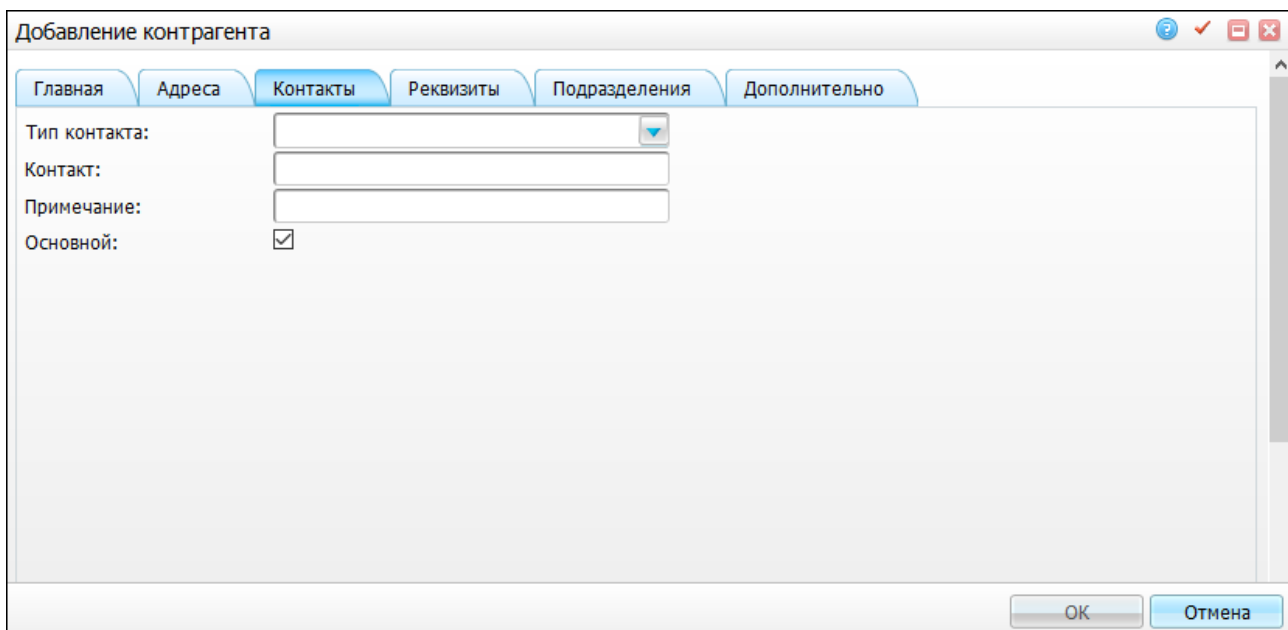 Добавление контрагента
Главная Адреса Контакты Реквизиты Подразделения Дополнительно
Тип контакта:
Контакт:
Примечание:
Основной:
ОК Отмена